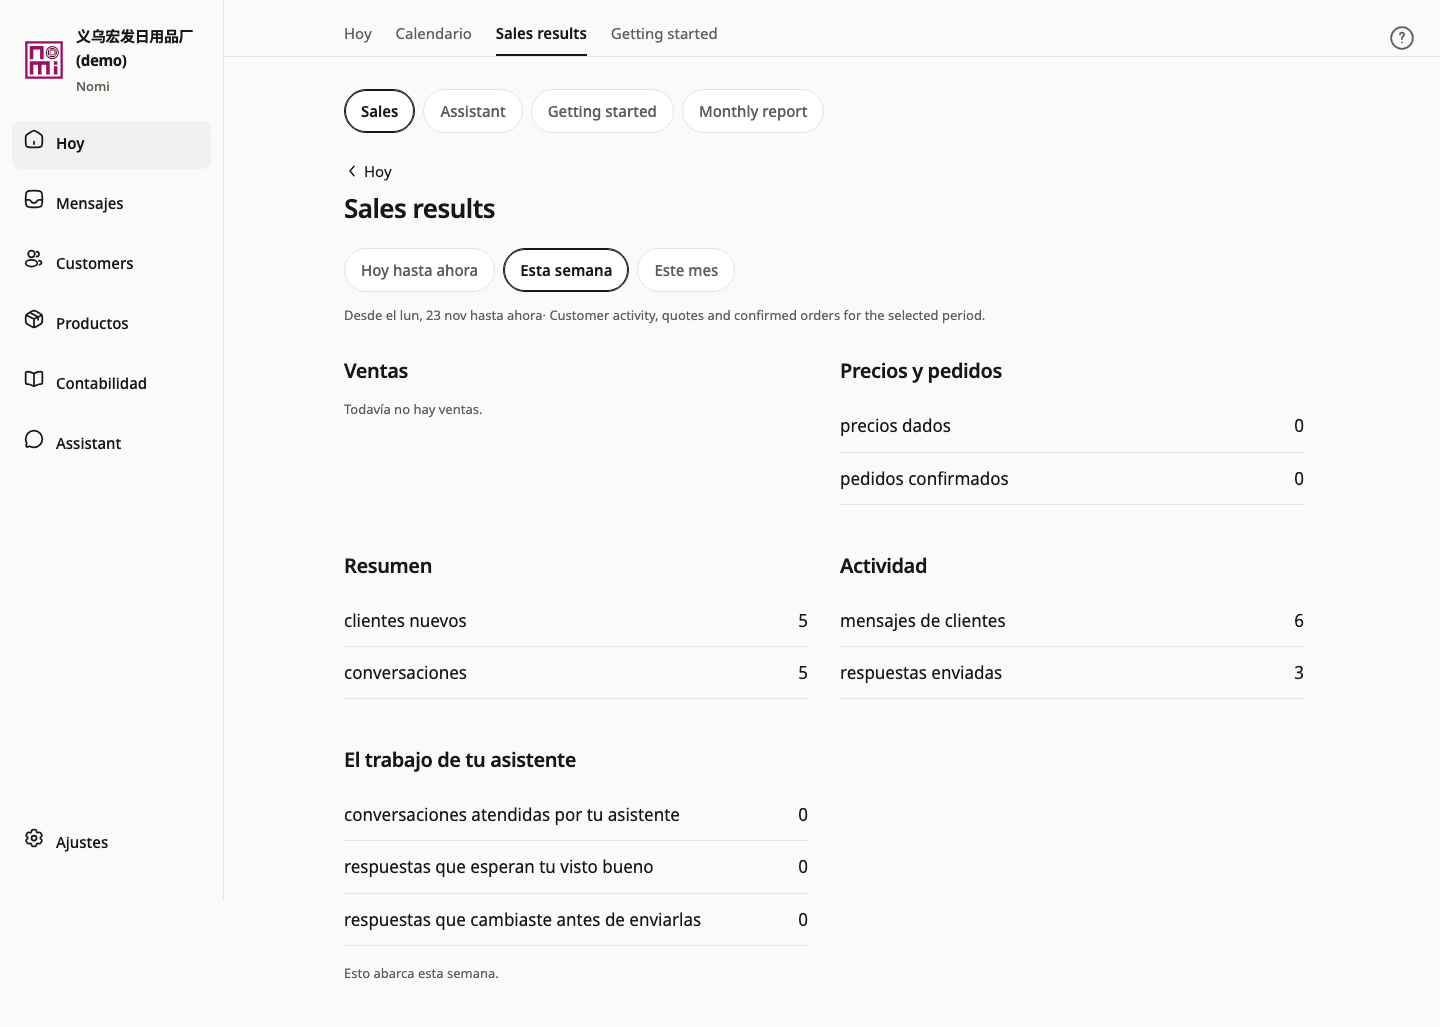 义乌宏发日用品厂
(demo)
Nomi
Hoy
Mensajes
Customers
Productos
Contabilidad
Assistant
Ajustes
Hoy Calendario Sales results Getting started
Sales Assistant Getting started Monthly report
Hoy
Sales results
Hoy hasta ahora Esta semana Este mes
Desde el lun, 23 nov hasta ahora· Customer activity, quotes and confirmed orders for the selected period.
Ventas
Todavía no hay ventas.
Precios y pedidos
precios dados 0
pedidos confirmados 0
Resumen
clientes nuevos 5
conversaciones 5
Actividad
mensajes de clientes 6
respuestas enviadas 3
El trabajo de tu asistente
conversaciones atendidas por tu asistente 0
respuestas que esperan tu visto bueno 0
respuestas que cambiaste antes de enviarlas 0
Esto abarca esta semana.